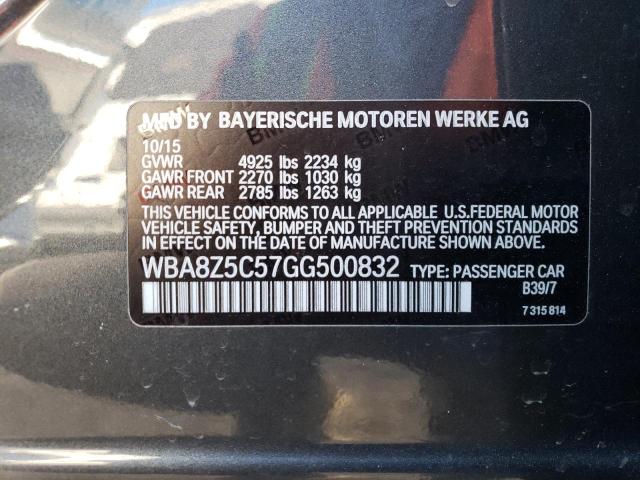 MFD BY BAYERISCHE MOTOREN WERKE AG
10/15
GVWR 4925 lbs 2234 kg
GAWR FRONT 2270 lbs 1030 kg
GAWR REAR 2785 lbs 1263 kg
THIS VEHICLE CONFORMS TO ALL APPLICABLE U.S.FEDERAL MOTOR
VEHICLE SAFETY, BUMPER AND THEFT PREVENTION STANDARDS
IN EFFECT ON THE DATE OF MANUFACTURE SHOWN ABOVE.
WBA8Z5C57GG500832 TYPE: PASSENGER CAR
B39/7
7 315 814